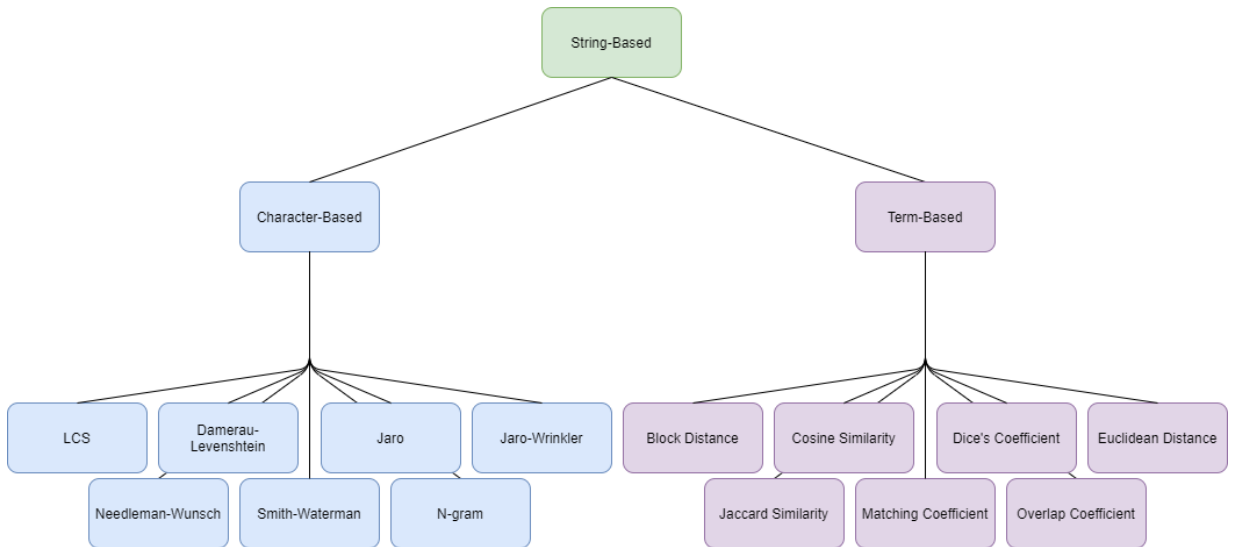 String-Based
Character-Based
Term-Based
LCS
Damerau-
Levenshtein
Jaro
Jaro-Wrinkler
Block Distance
Cosine Similarity
Dice's Coefficient
Euclidean Distance
Needleman-Wunsch
Smith-Waterman
N-gram
Jaccard Similarity
Matching Coefficient
Overlap Coefficient